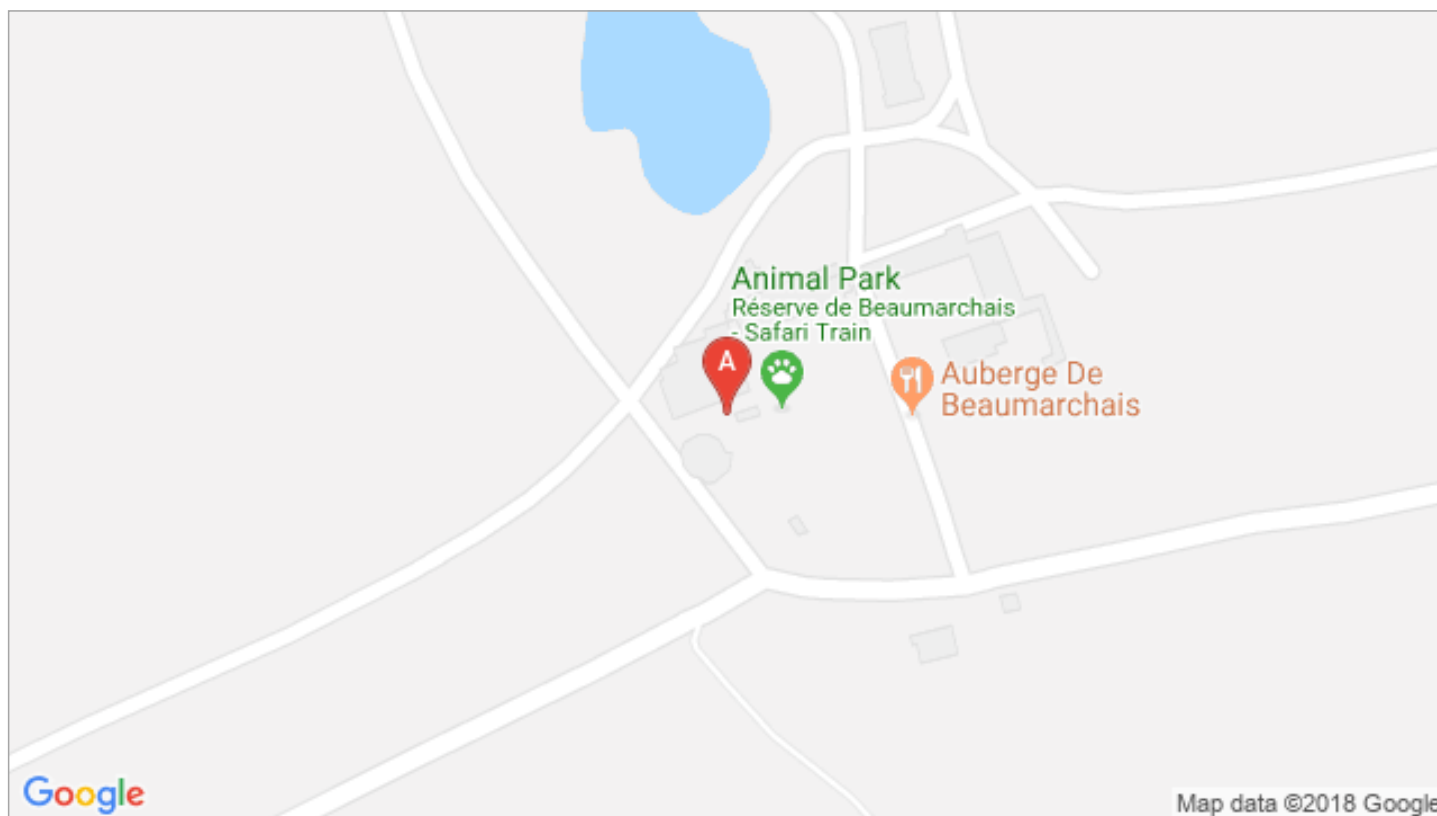 Animal Park
Réserve de Beaumarchais
- Safari Train
A
Auberge De
Beaumarchais
Google
Map data ©2018 Google